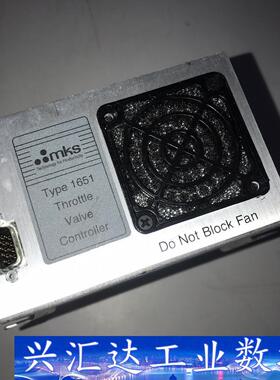 mks
Technology for Productivity
Type 1651
Throttle
Valve
Controller
Do Not Block Fan
兴汇达工业数